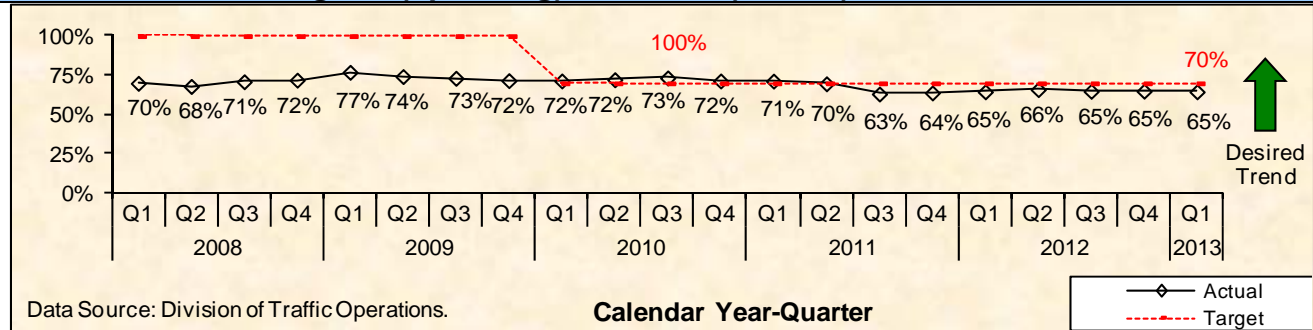 100%
75%
50%
25%
0%
100%
70%
70% 68% 71% 72% 77% 74% 73% 72% 72% 72% 73% 72% 71% 70% 63% 64% 65% 66% 65% 65% 65%
Desired
Trend
Q1 Q2 Q3 Q4 Q1 Q2 Q3 Q4 Q1 Q2 Q3 Q4 Q1 Q2 Q3 Q4 Q1 Q2 Q3 Q4 Q1
2008 2009 2010 2011 2012 2013
Data Source: Division of Traffic Operations.
Calendar Year-Quarter
Actual
Target